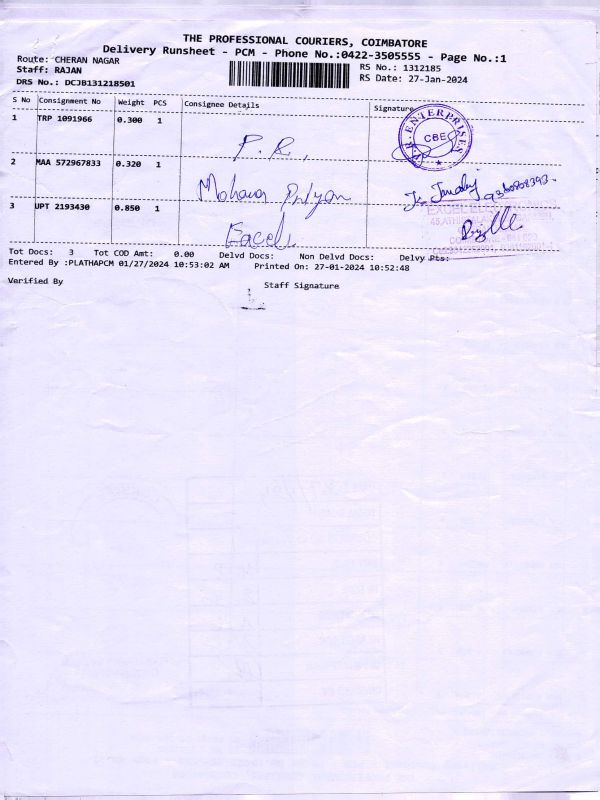 THE PROFESSIONAL COURIERS, COIMBATORE
Delivery Runsheet - PCM - Phone No.:0422-3505555 - Page No.:1
Route: CHERAN NAGAR
RS No.: 1312185
Staff: RAJAN
RS Date: 27-Jan-2024
DRS No.: DCJB131218501
S No Consignment No Weight PCS Consignee Details Signature
1 TRP 1091966 0.300 1
P.R.
ENTERPRISES
CBE
2 MAA 572967833 0.320 1
Mohana Priyan
3 UPT 2193430 0.850 1
Excel
Tot Docs: 3 Tot COD Amt: 0.00 Delvd Docs: Non Delvd Docs: Delvy Pts:
Entered By :PLATHAPCM 01/27/2024 10:53:02 AM Printed On: 27-01-2024 10:52:48
Verified By
Staff Signature